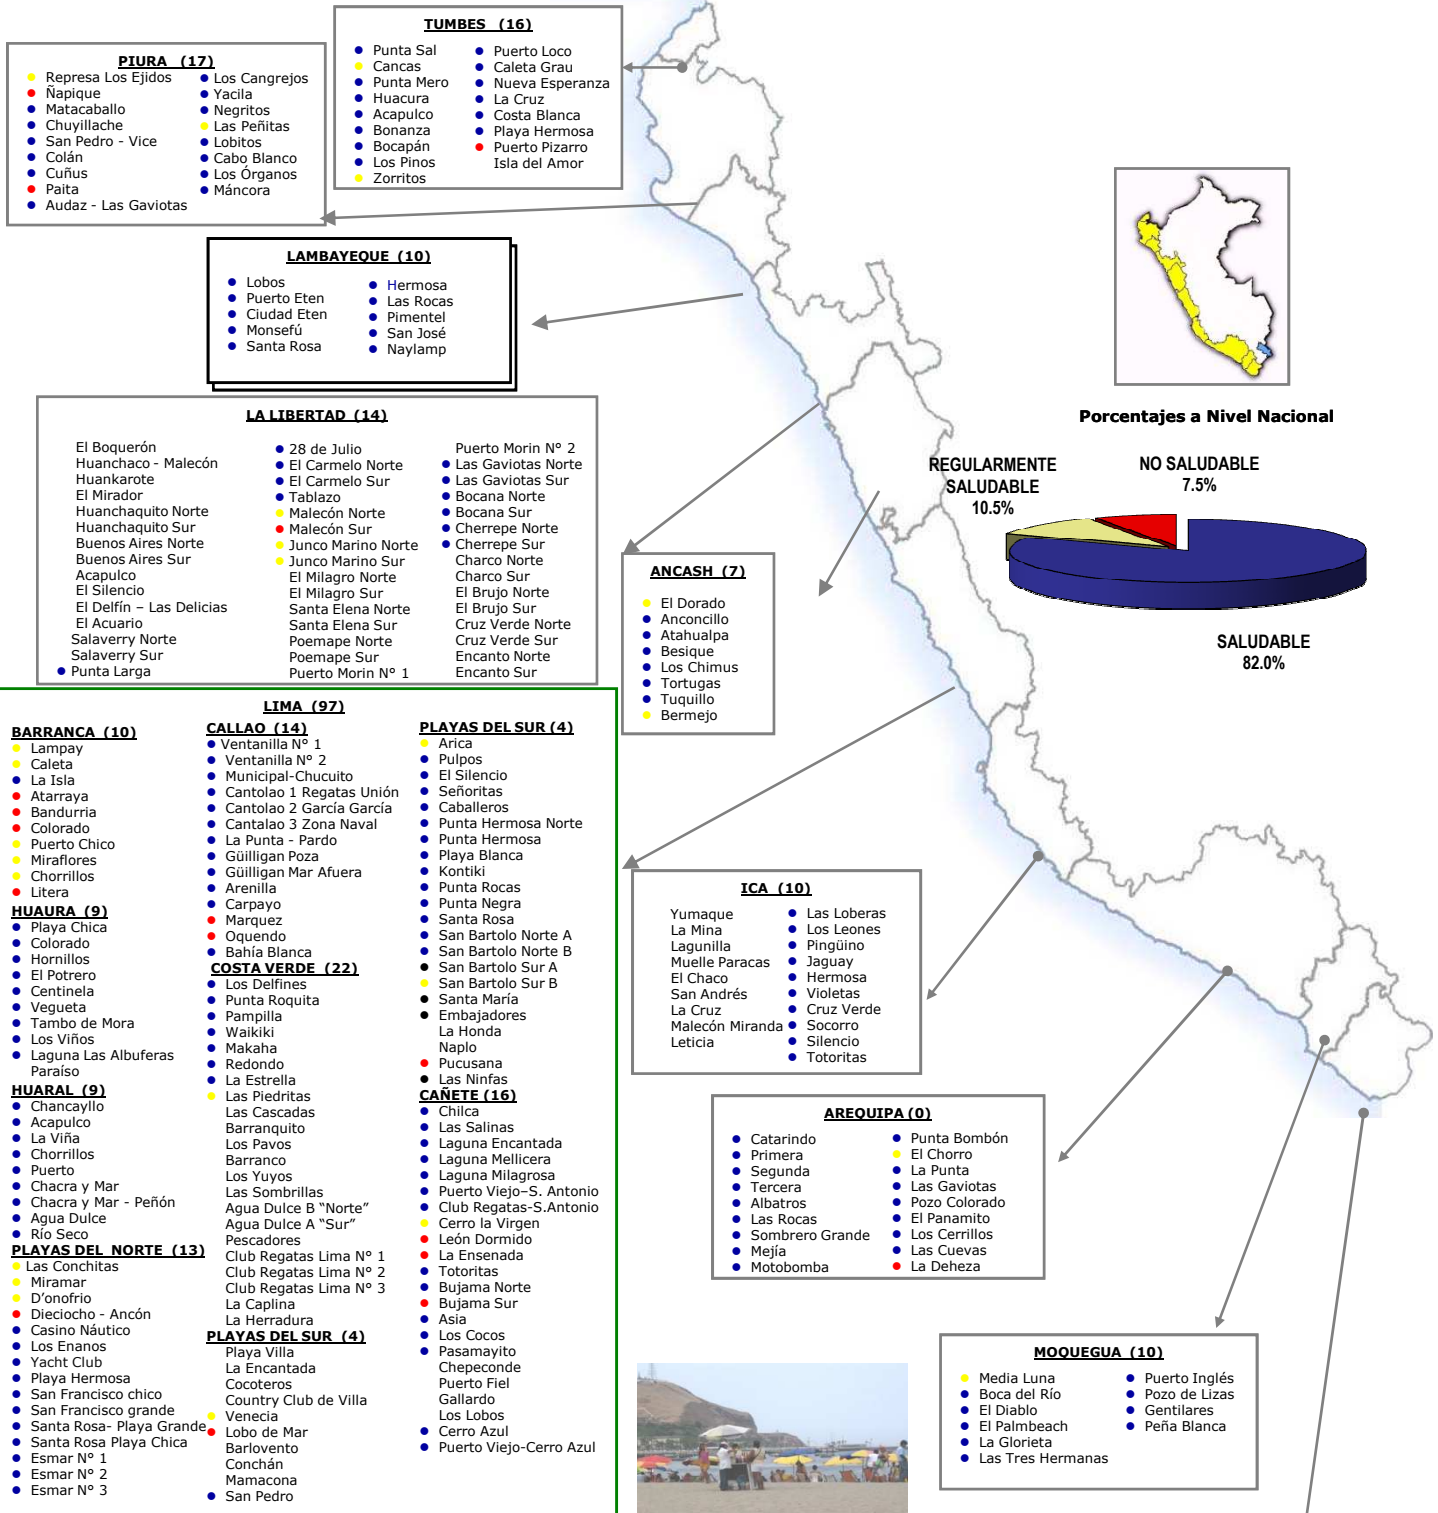 TUMBES (16)
Punta Sal
Cancas
Punta Mero
Huacura
Acapulco
Bonanza
Bocapán
Los Pinos
Zorritos
Puerto Loco
Caleta Grau
Nueva Esperanza
La Cruz
Costa Blanca
Playa Hermosa
Puerto Pizarro
Isla del Amor
PIURA (17)
Represa Los Ejidos
Ñapique
Matacaballo
Chuyillache
San Pedro - Vice
Colán
Cuñus
Paita
Audaz - Las Gaviotas
Los Cangrejos
Yacila
Negritos
Las Peñitas
Lobitos
Cabo Blanco
Los Órganos
Máncora
LAMBAYEQUE (10)
Lobos
Puerto Eten
Ciudad Eten
Monsefú
Santa Rosa
Hermosa
Las Rocas
Pimentel
San José
Naylamp
LA LIBERTAD (14)
El Boquerón
Huanchaco - Malecón
Huankarote
El Mirador
Huanchaquito Norte
Huanchaquito Sur
Buenos Aires Norte
Buenos Aires Sur
Acapulco
El Silencio
El Delfín – Las Delicias
El Acuario
Salaverry Norte
Salaverry Sur
Punta Larga
28 de Julio
El Carmelo Norte
El Carmelo Sur
Tablazo
Malecón Norte
Malecón Sur
Junco Marino Norte
Junco Marino Sur
El Milagro Norte
El Milagro Sur
Santa Elena Norte
Santa Elena Sur
Poemape Norte
Poemape Sur
Puerto Morin N° 1
Puerto Morin N° 2
Las Gaviotas Norte
Las Gaviotas Sur
Bocana Norte
Bocana Sur
Cherrepe Norte
Cherrepe Sur
Charco Norte
Charco Sur
El Brujo Norte
El Brujo Sur
Cruz Verde Norte
Cruz Verde Sur
Encanto Norte
Encanto Sur
Porcentajes a Nivel Nacional
REGULARMENTE
SALUDABLE
10.5%
NO SALUDABLE
7.5%
SALUDABLE
82.0%
ANCASH (7)
El Dorado
Anconcillo
Atahualpa
Besique
Los Chimus
Tortugas
Tuquillo
Bermejo
LIMA (97)
BARRANCA (10)
Lampay
Caleta
La Isla
Atarraya
Bandurria
Colorado
Puerto Chico
Miraflores
Chorrillos
Litera
HUAURA (9)
Playa Chica
Colorado
Hornillos
El Potrero
Centinela
Vegueta
Tambo de Mora
Los Viños
Laguna Las Albuferas
Paraíso
HUARAL (9)
Chancayllo
Acapulco
La Viña
Chorrillos
Puerto
Chacra y Mar
Chacra y Mar - Peñón
Agua Dulce
Río Seco
PLAYAS DEL NORTE (13)
Las Conchitas
Miramar
D'onofrio
Dieciocho - Ancón
Casino Náutico
Los Enanos
Yacht Club
Playa Hermosa
San Francisco chico
San Francisco grande
Santa Rosa- Playa Grande
Santa Rosa Playa Chica
Esmar N° 1
Esmar N° 2
Esmar N° 3
CALLAO (14)
Ventanilla N° 1
Ventanilla N° 2
Municipal-Chucuito
Cantolao 1 Regatas Unión
Cantolao 2 García García
Cantalao 3 Zona Naval
La Punta - Pardo
Güilligan Poza
Güilligan Mar Afuera
Arenilla
Carpayo
Marquez
Oquendo
Bahía Blanca
COSTA VERDE (22)
Los Delfines
Punta Roquita
Pampilla
Waikiki
Makaha
Redondo
La Estrella
Las Piedritas
Las Cascadas
Barranquito
Los Pavos
Barranco
Los Yuyos
Las Sombrillas
Agua Dulce B “Norte”
Agua Dulce A “Sur”
Pescadores
Club Regatas Lima N° 1
Club Regatas Lima N° 2
Club Regatas Lima N° 3
La Caplina
La Herradura
PLAYAS DEL SUR (4)
Playa Villa
La Encantada
Cocoteros
Country Club de Villa
Venecia
Lobo de Mar
Barlovento
Conchán
Mamacona
San Pedro
PLAYAS DEL SUR (4)
Arica
Pulpos
El Silencio
Señoritas
Caballeros
Punta Hermosa Norte
Punta Hermosa
Playa Blanca
Kontiki
Punta Rocas
Punta Negra
Santa Rosa
San Bartolo Norte A
San Bartolo Norte B
San Bartolo Sur A
San Bartolo Sur B
Santa María
Embajadores
La Honda
Naplo
Pucusana
Las Ninfas
CAÑETE (16)
Chilca
Las Salinas
Laguna Encantada
Laguna Mellicera
Laguna Milagrosa
Puerto Viejo–S. Antonio
Club Regatas-S.Antonio
Cerro la Virgen
León Dormido
La Ensenada
Totoritas
Bujama Norte
Bujama Sur
Asia
Los Cocos
Pasamayito
Chepeconde
Puerto Fiel
Gallardo
Los Lobos
Cerro Azul
Puerto Viejo-Cerro Azul
ICA (10)
Yumaque
La Mina
Lagunilla
Muelle Paracas
El Chaco
San Andrés
La Cruz
Malecón Miranda
Leticia
Las Loberas
Los Leones
Pingüino
Jaguay
Hermosa
Violetas
Cruz Verde
Socorro
Silencio
Totoritas
AREQUIPA (0)
Catarindo
Primera
Segunda
Tercera
Albatros
Las Rocas
Sombrero Grande
Mejía
Motobomba
Punta Bombón
El Chorro
La Punta
Las Gaviotas
Pozo Colorado
El Panamito
Los Cerrillos
Las Cuevas
La Deheza
MOQUEGUA (10)
Media Luna
Boca del Río
El Diablo
El Palmbeach
La Glorieta
Las Tres Hermanas
Puerto Inglés
Pozo de Lizas
Gentilares
Peña Blanca